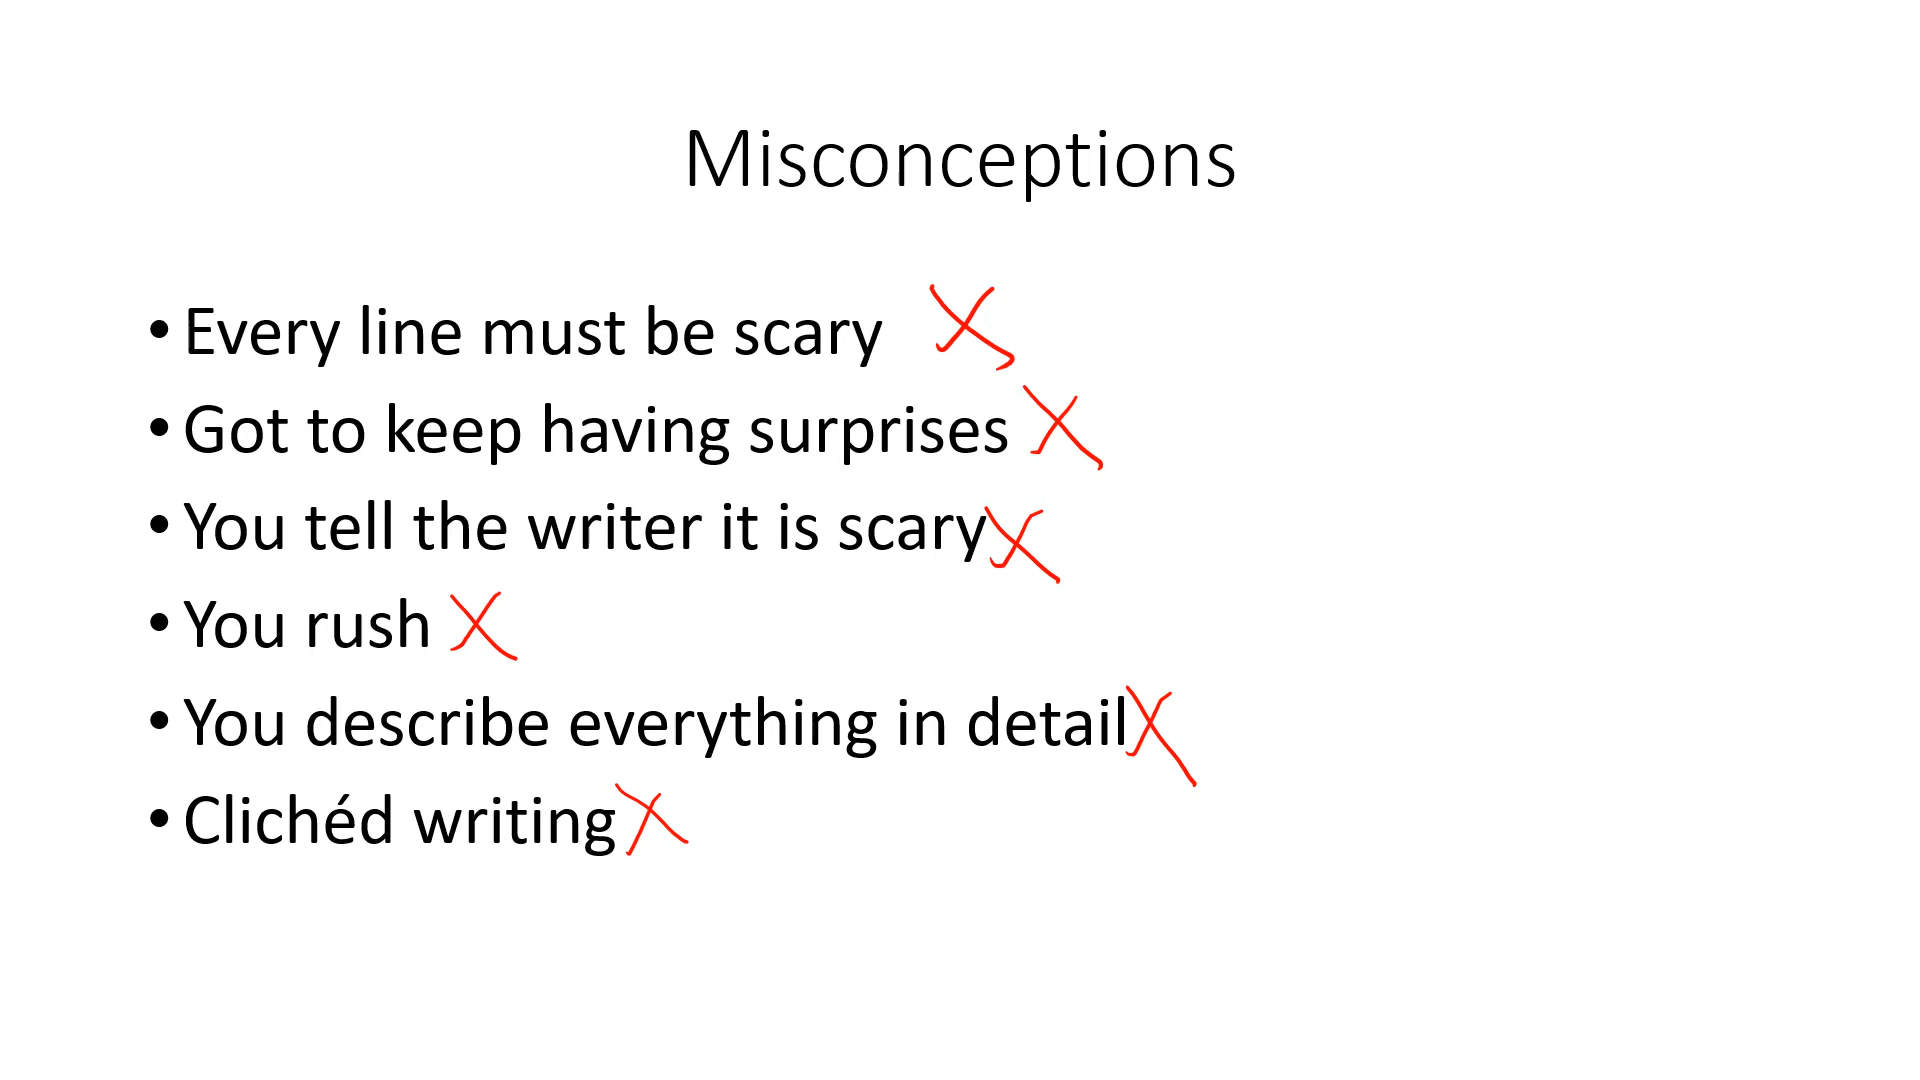 Misconceptions
• Every line must be scary
• Got to keep having surprises
• You tell the writer it is scary
• You rush
• You describe everything in detail
• Clichéd writing